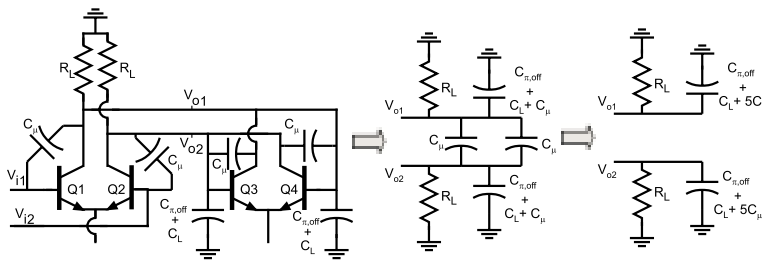 R_L R_L
V_o1
C_μ
V_o2
C_μ
C_μ
C_μ
V_i1
Q1 Q2 Q3 Q4
V_i2
C_π,off
+
C_L
C_π,off
+
C_L
R_L
C_π,off
+
C_L+ C_μ
V_o1
C_μ C_μ
V_o2
R_L
C_π,off
+
C_L+ C_μ
R_L
C_π,off
+
C_L+ 5C
V_o1
V_o2
R_L
C_π,off
+
C_L+ 5C_μ